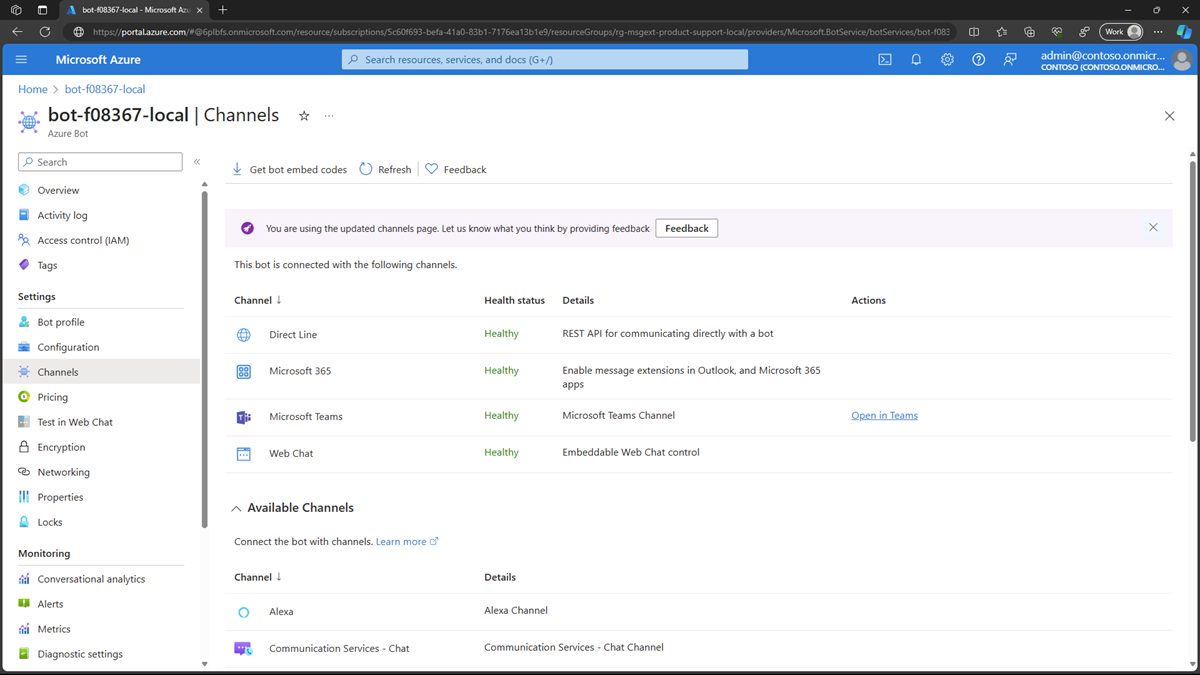 bot-f08367-local - Microsoft Azu
https://portal.azure.com/#@6plbfs.onmicrosoft.com/resource/subscriptions/5c60f693-befa-41a0-83b1-7176ea13b1e9/resourceGroups/rg-msgext-product-support-local/providers/Microsoft.BotService/botServices/bot-f083
Work
Microsoft Azure
Search resources, services, and docs (G+/)
admin@contoso.onmicr...
CONTOSO (CONTOSO.ONMICRO...
Home > bot-f08367-local
bot-f08367-local | Channels
Azure Bot
Search
Overview
Activity log
Access control (IAM)
Tags
Settings
Bot profile
Configuration
Channels
Pricing
Test in Web Chat
Encryption
Networking
Properties
Locks
Monitoring
Conversational analytics
Alerts
Metrics
Diagnostic settings
Get bot embed codes Refresh Feedback
You are using the updated channels page. Let us know what you think by providing feedback Feedback
This bot is connected with the following channels.
Channel ↓ Health status Details Actions
Direct Line Healthy REST API for communicating directly with a bot
Microsoft 365 Healthy Enable message extensions in Outlook, and Microsoft 365
apps
Microsoft Teams Healthy Microsoft Teams Channel Open in Teams
Web Chat Healthy Embeddable Web Chat control
Available Channels
Connect the bot with channels. Learn more
Channel ↓ Details
Alexa Alexa Channel
Communication Services - Chat Communication Services - Chat Channel